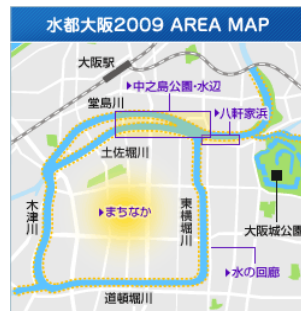 水都大阪2009 AREA MAP
大阪駅
中之島公園・水辺
堂島川
八軒家浜
土佐堀川
木津川
まちなか
東横堀川
大阪城公園
水の回廊
道頓堀川